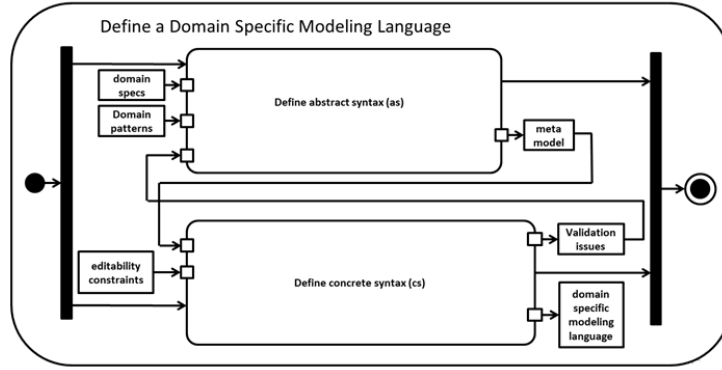 Define a Domain Specific Modeling Language
domain
specs
Domain
patterns
Define abstract syntax (as)
meta
model
editability
constraints
Define concrete syntax (cs)
Validation
issues
domain
specific
modeling
language